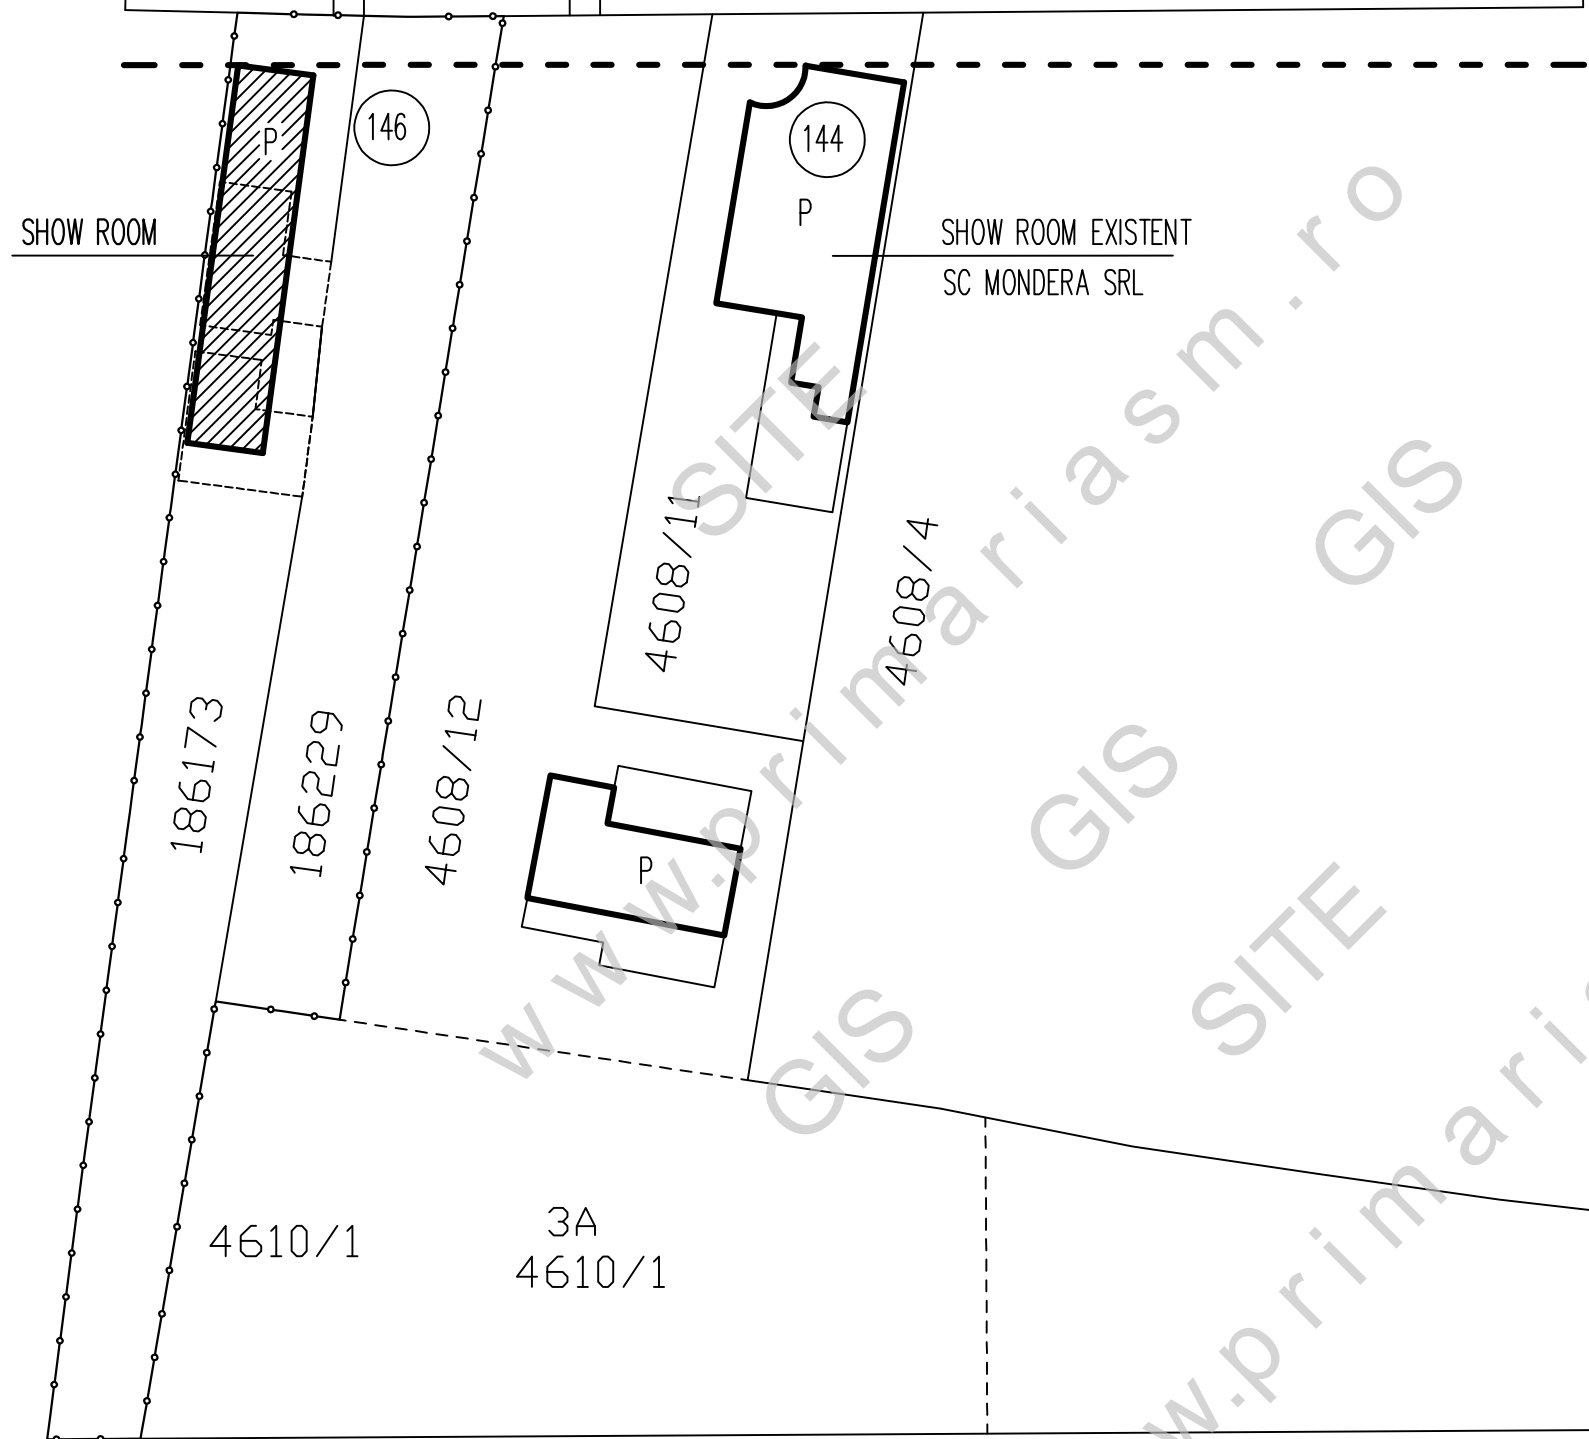 P
146
144
P
SHOW ROOM
SHOW ROOM EXISTENT
SC MONDERA SRL
SITE
GIS
www.primariasm.ro
4608/11
4608/4
186173
186229
4608/12
P
GIS
SITE
GIS
4610/1
3A
4610/1
w.primari